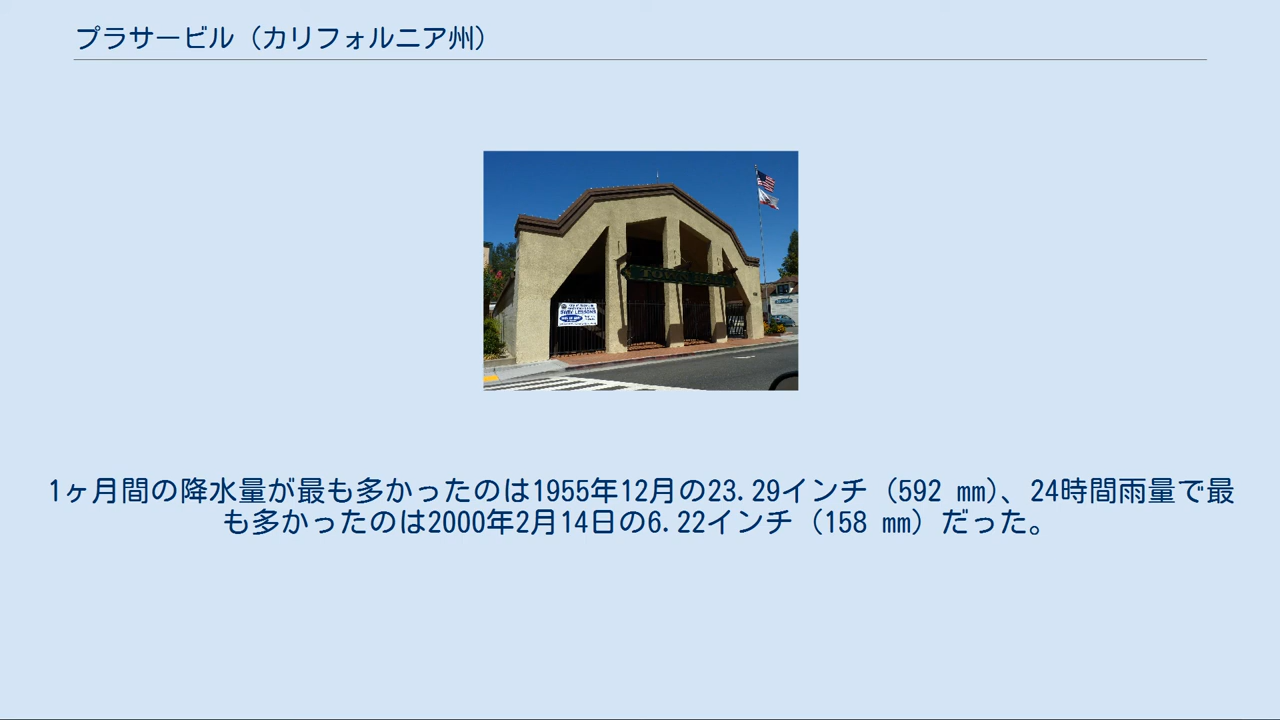 プラサービル（カリフォルニア州）
TOWN HALL
SWIM LESSONS
1ヶ月間の降水量が最も多かったのは1955年12月の23.29インチ（592 mm）、24時間雨量で最
も多かったのは2000年2月14日の6.22インチ（158 mm）だった。